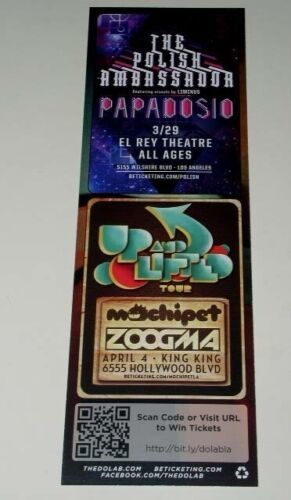 THE
POLISH
AMBASSADOR
featuring visuals by LIMINUS
PAPADOSIO
3/29
EL REY THEATRE
ALL AGES
5155 WILSHIRE BLVD - LOS ANGELES
BETICKETING.COM/POLISH
UP AND
LIFTED
TOUR
mochipet
ZOOGMA
APRIL 4 - KING KING
6555 HOLLYWOOD BLVD
BETICKETING.COM/MOCHIPETLA
Scan Code or Visit URL
to Win Tickets
http://bit.ly/dolabla
THEDOLAB.COM BETICKETING.COM
FACEBOOK.COM/THEDOLAB